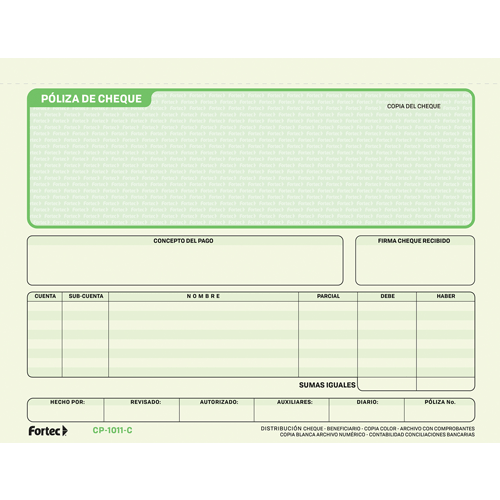 PÓLIZA DE CHEQUE
COPIA DEL CHEQUE
CONCEPTO DEL PAGO
FIRMA CHEQUE RECIBIDO
CUENTA SUB-CUENTA NOMBRE PARCIAL DEBE HABER
SUMAS IGUALES
HECHO POR: REVISADO: AUTORIZADO: AUXILIARES: DIARIO: PÓLIZA No.
Fortec CP-1011-C
DISTRIBUCIÓN CHEQUE - BENEFICIARIO - COPIA COLOR - ARCHIVO CON COMPROBANTES
COPIA BLANCA ARCHIVO NUMÉRICO - CONTABILIDAD CONCILIACIONES BANCARIAS